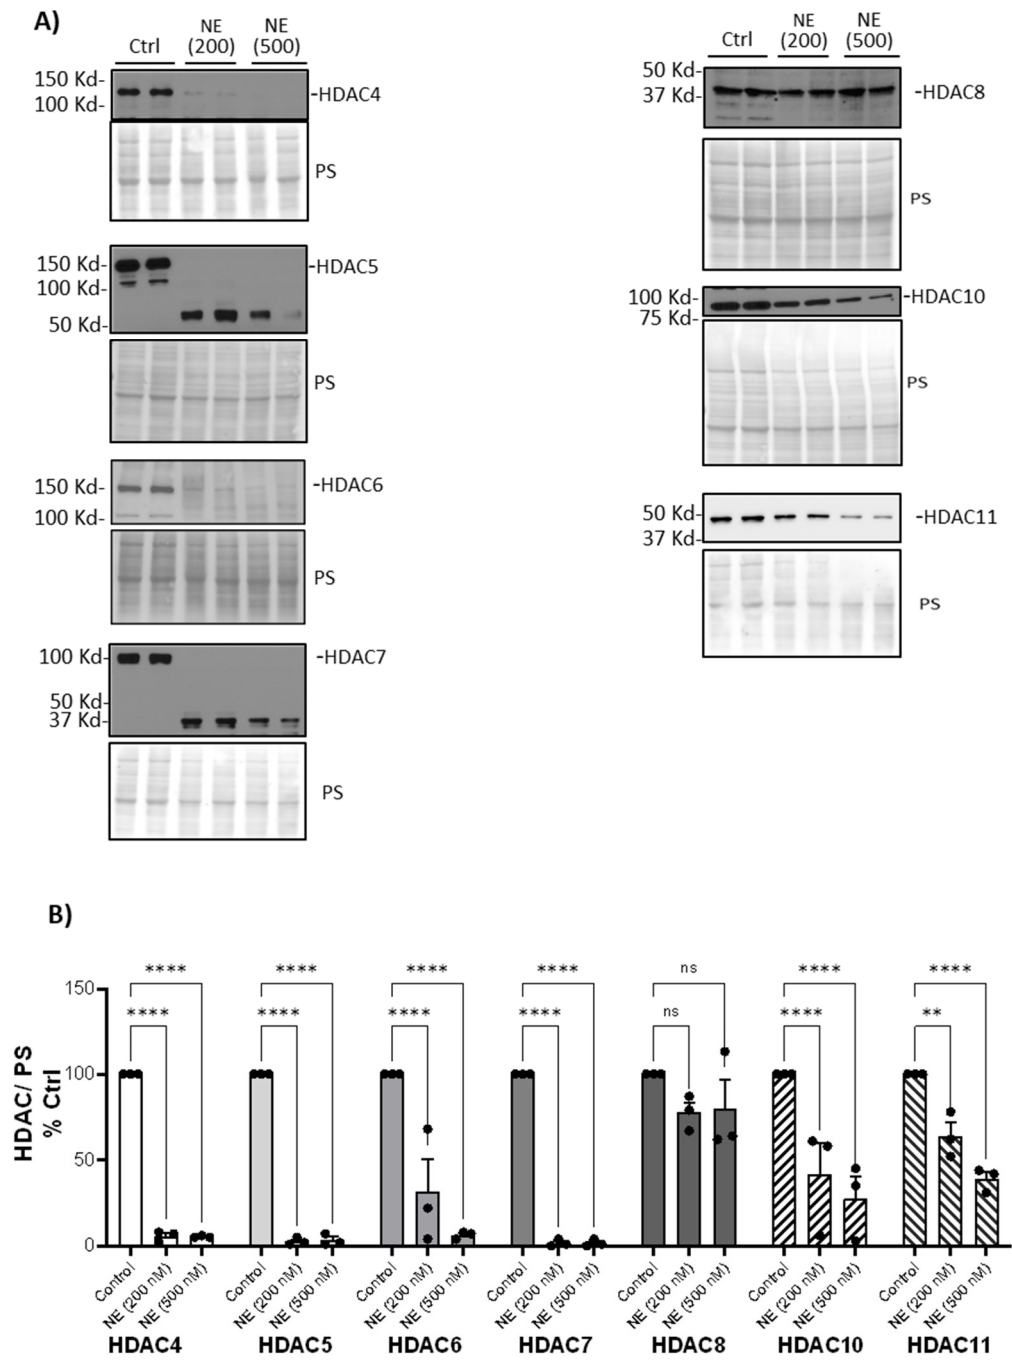 A)
Ctrl
NE
(200)
NE
(500)
150 Kd-
100 Kd-
-HDAC4
PS
150 Kd-
100 Kd-
50 Kd-
-HDAC5
PS
150 Kd-
100 Kd-
-HDAC6
PS
100 Kd-
50 Kd-
37 Kd-
-HDAC7
PS
Ctrl
NE
(200)
NE
(500)
50 Kd-
37 Kd-
-HDAC8
PS
100 Kd-
75 Kd-
-HDAC10
PS
50 Kd-
37 Kd-
-HDAC11
PS
B)
HDAC/ PS
% Ctrl
150
100
50
0
**** **** **** **** ns **** ****
**** **** **** **** ns **** **
Control NE (200 nM) NE (500 nM) Control NE (200 nM) NE (500 nM) Control NE (200 nM) NE (500 nM) Control NE (200 nM) NE (500 nM) Control NE (200 nM) NE (500 nM) Control NE (200 nM) NE (500 nM) Control NE (200 nM) NE (500 nM)
HDAC4 HDAC5 HDAC6 HDAC7 HDAC8 HDAC10 HDAC11